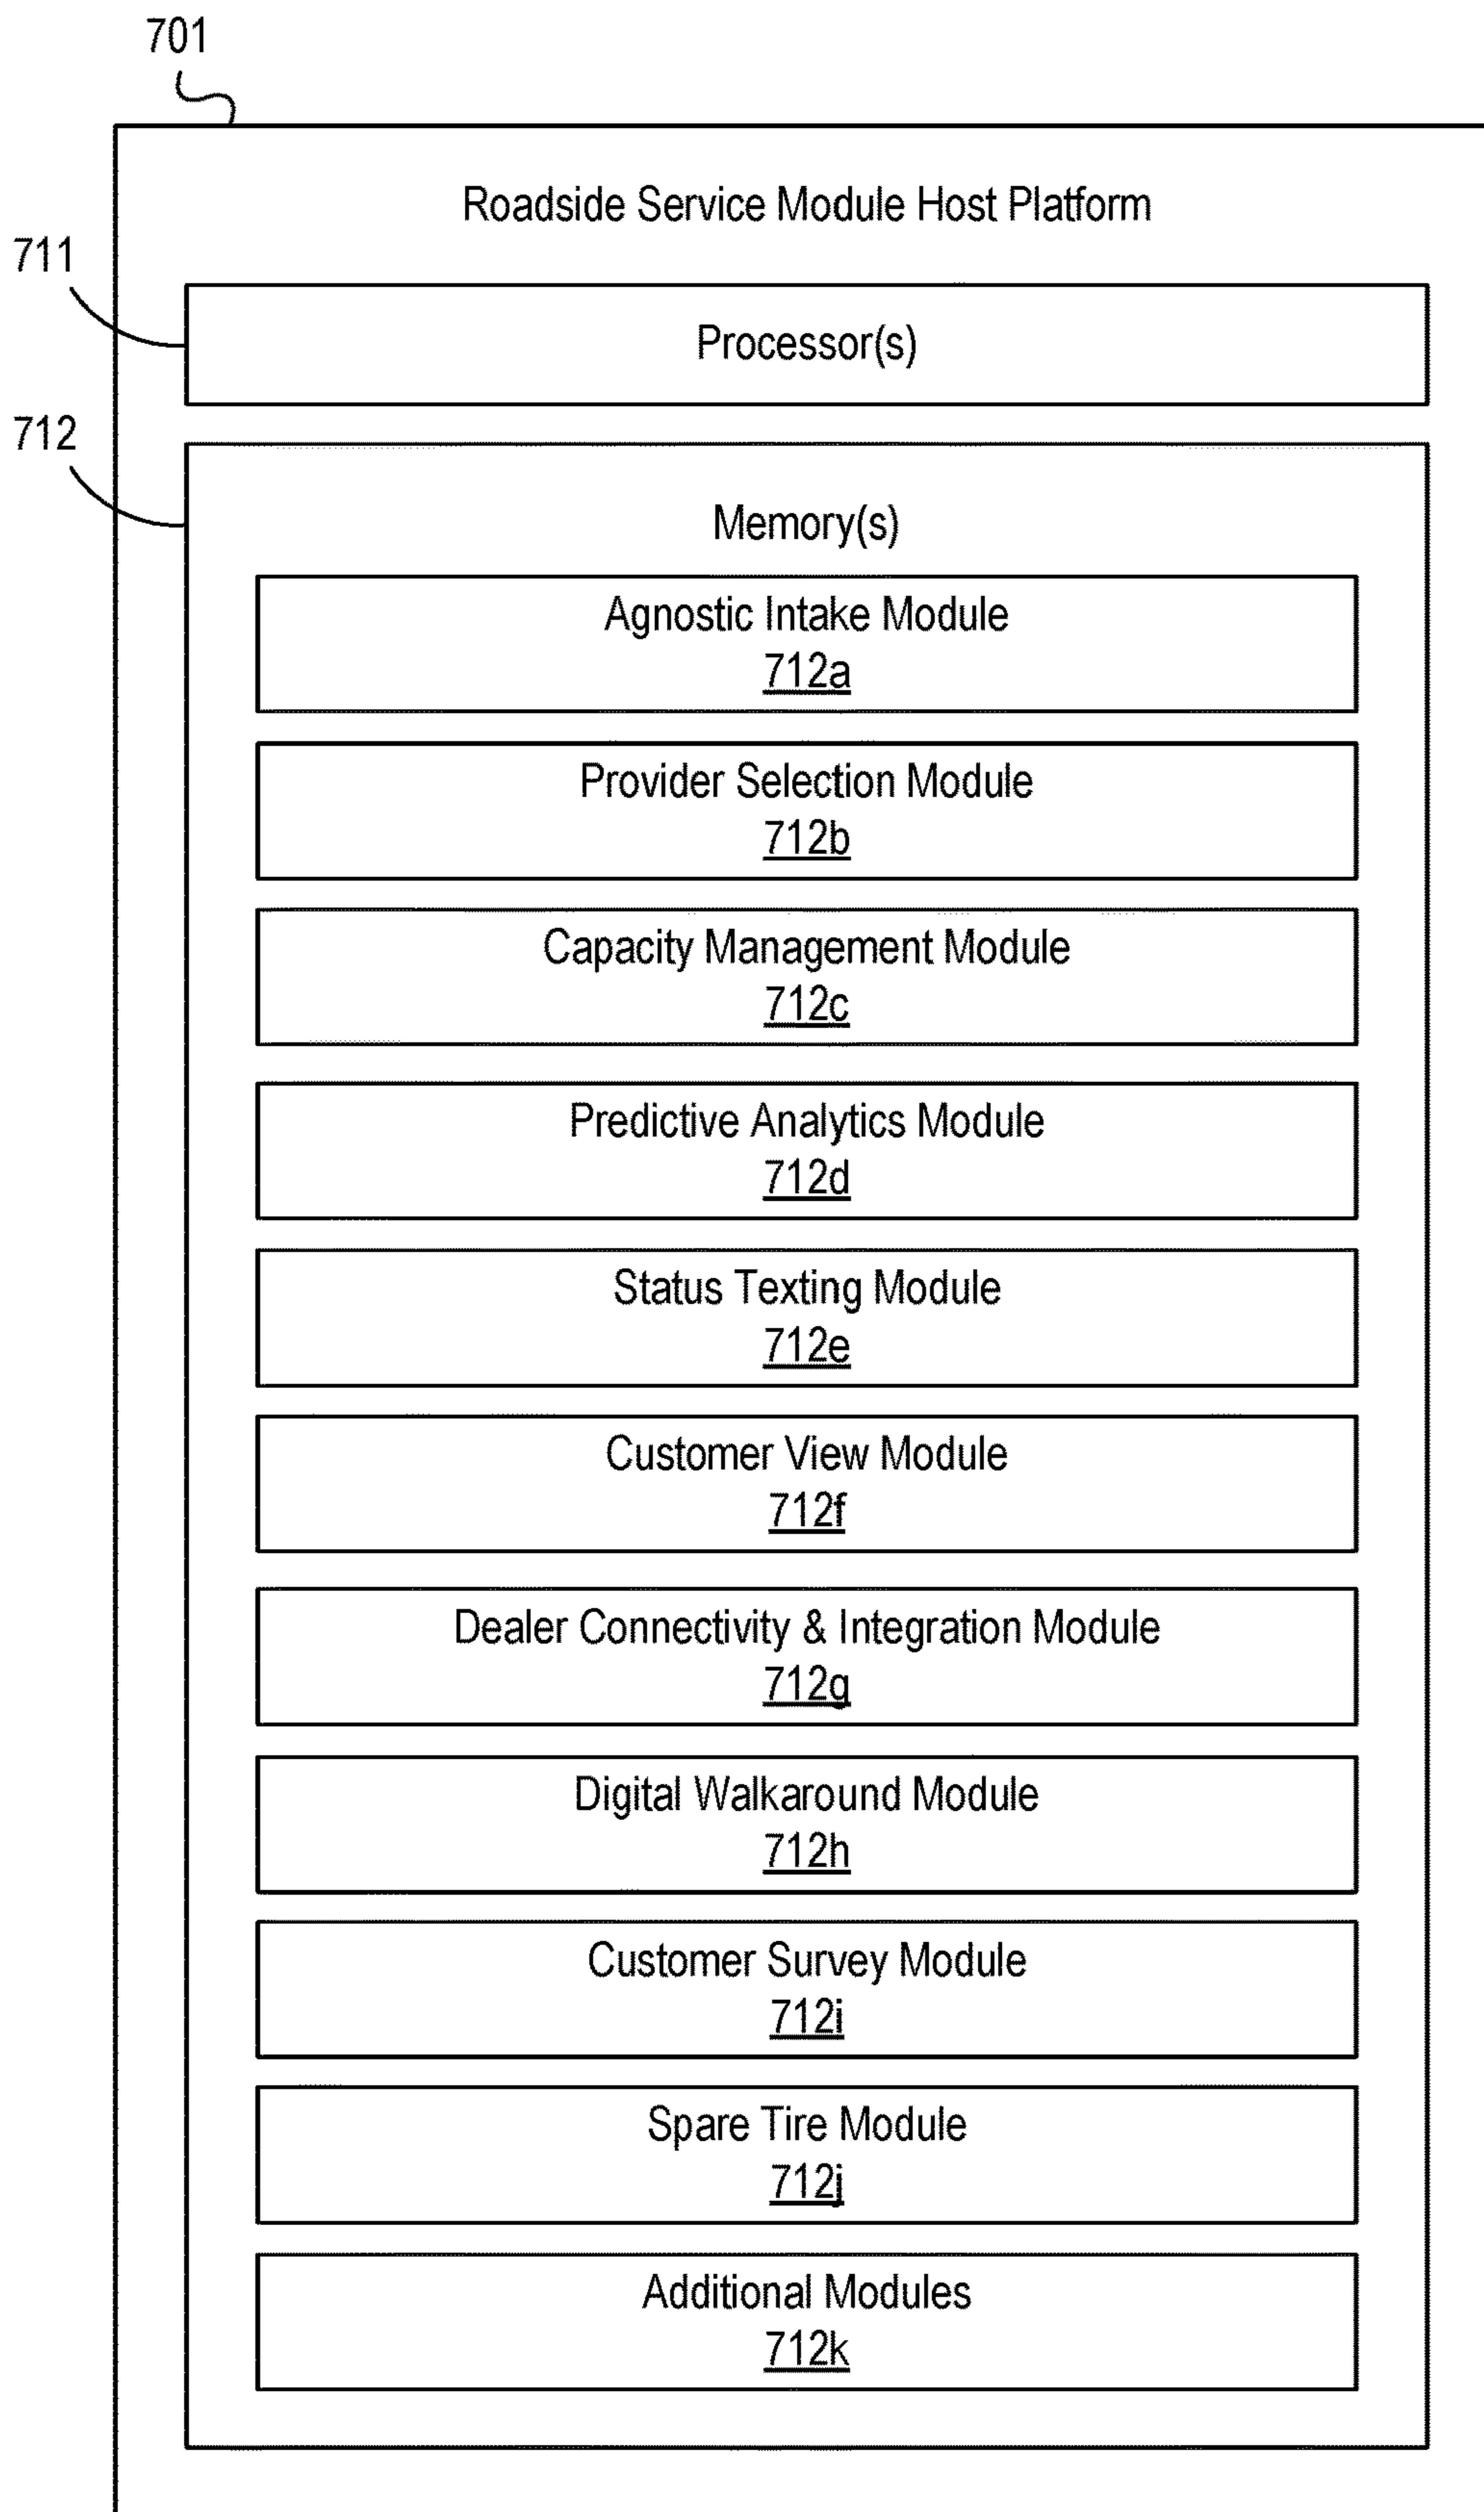 701
Roadside Service Module Host Platform
711
Processor(s)
712
Memory(s)
Agnostic Intake Module
712a
Provider Selection Module
712b
Capacity Management Module
712c
Predictive Analytics Module
712d
Status Texting Module
712e
Customer View Module
712f
Dealer Connectivity & Integration Module
712g
Digital Walkaround Module
712h
Customer Survey Module
712i
Spare Tire Module
712j
Additional Modules
712k